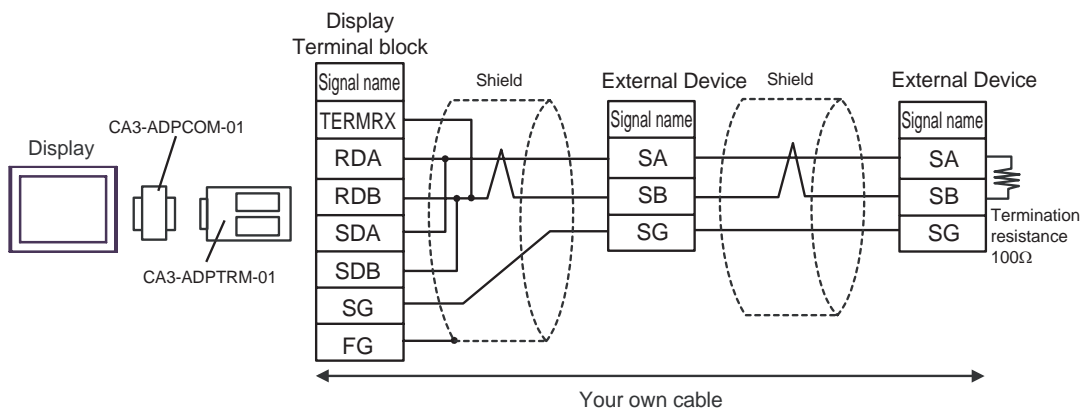 Display
Terminal block
Signal name
TERMRX
RDA
RDB
SDA
SDB
SG
FG
Shield
External Device
Signal name
SA
SB
SG
Shield
External Device
Signal name
SA
SB
SG
Termination
resistance
100Ω
Display
CA3-ADPCOM-01
CA3-ADPTRM-01
Your own cable